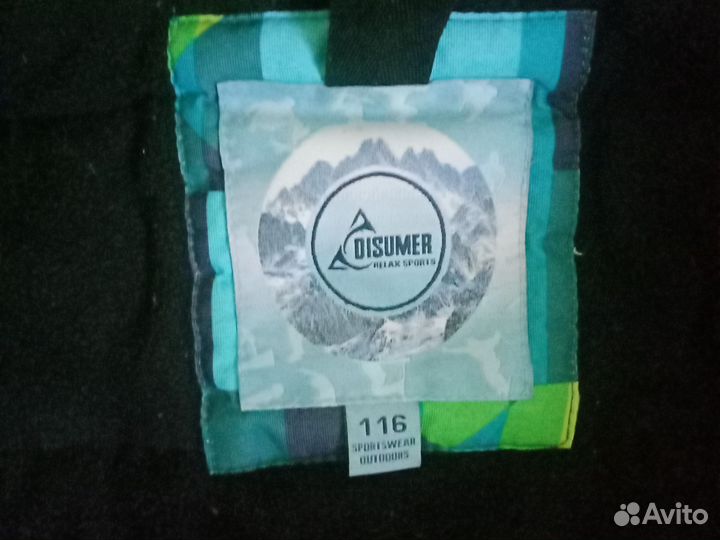 DISUMER
RELAX SPORTS
116
SPORTSWEAR
OUTDOORS
Avito